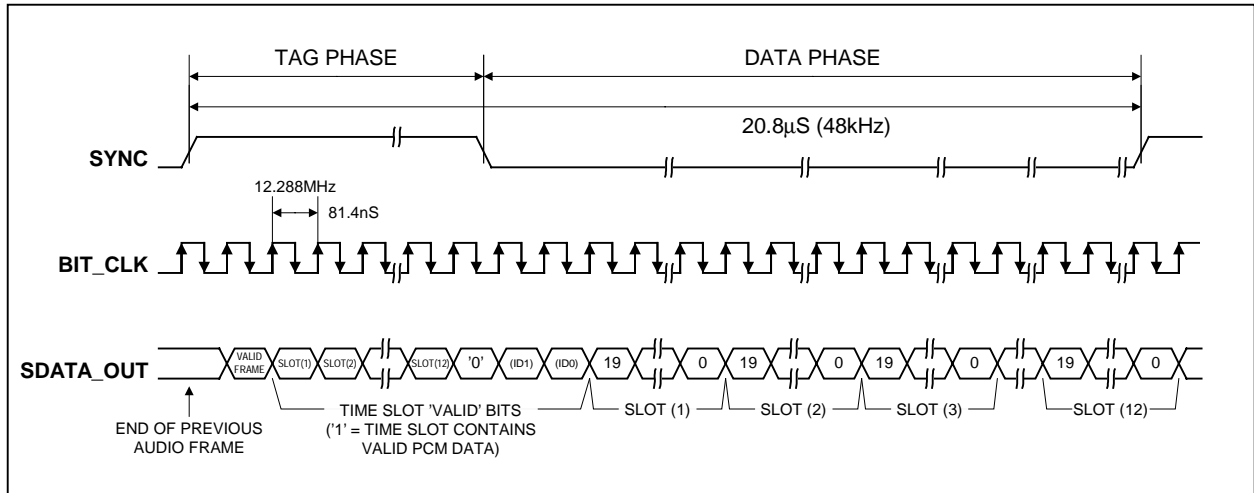 TAG PHASE DATA PHASE
20.8µS (48kHz)
SYNC
12.288MHz
81.4nS
BIT_CLK
SDATA_OUT VALID FRAME SLOT(1) SLOT(2) SLOT(12) '0' (ID1) (ID0) 19 0 19 0 19 0 19 0
END OF PREVIOUS
AUDIO FRAME
TIME SLOT 'VALID' BITS
('1' = TIME SLOT CONTAINS
VALID PCM DATA)
SLOT (1) SLOT (2) SLOT (3) SLOT (12)